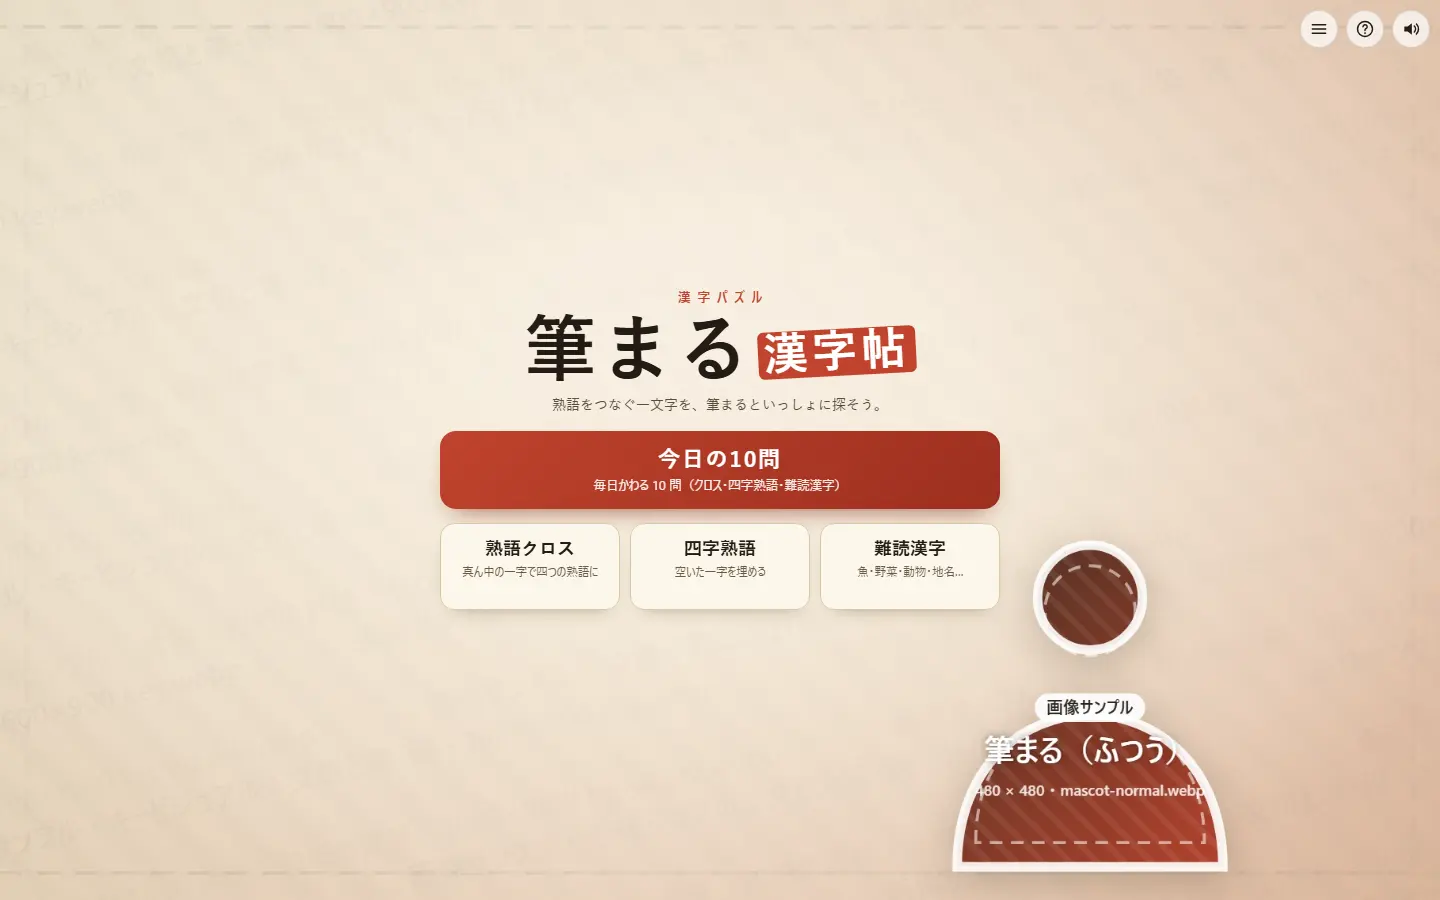 漢字パズル
筆まる 漢字帖
熟語をつなぐ一文字を、筆まるといっしょに探そう。
今日の10問
毎日かわる 10 問（クロス・四字熟語・難読漢字）
熟語クロス
真ん中の一字で四つの熟語に
四字熟語
空いた一字を埋める
難読漢字
魚・野菜・動物・地名…
画像サンプル
筆まる（ふつう）
480 × 480・mascot-normal.webp